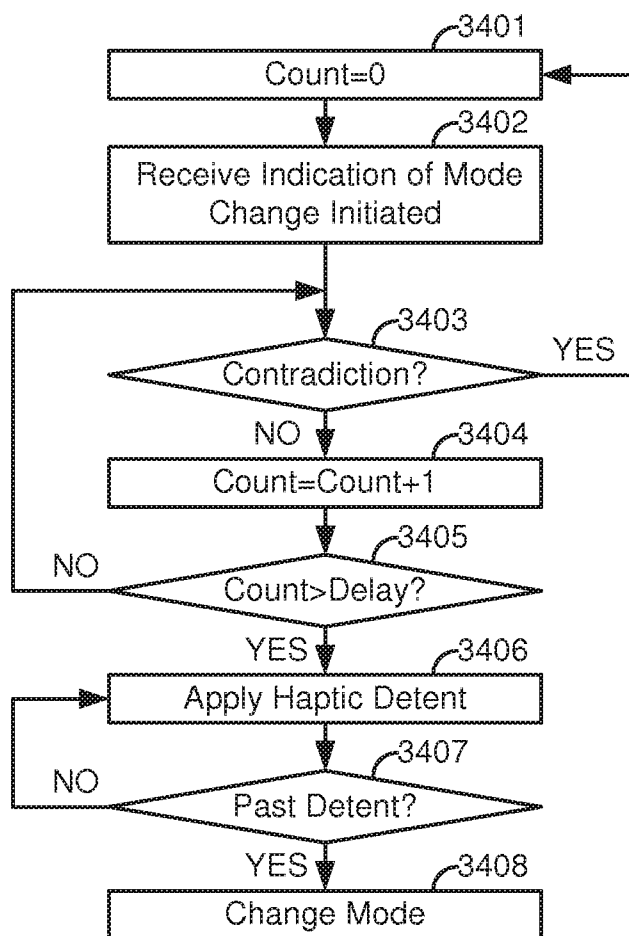 3401
Count=0
3402
Receive Indication of Mode
Change Initiated
3403
Contradiction?
YES
NO
3404
Count=Count+1
3405
NO
Count>Delay?
YES
3406
Apply Haptic Detent
3407
NO
Past Detent?
YES
3408
Change Mode